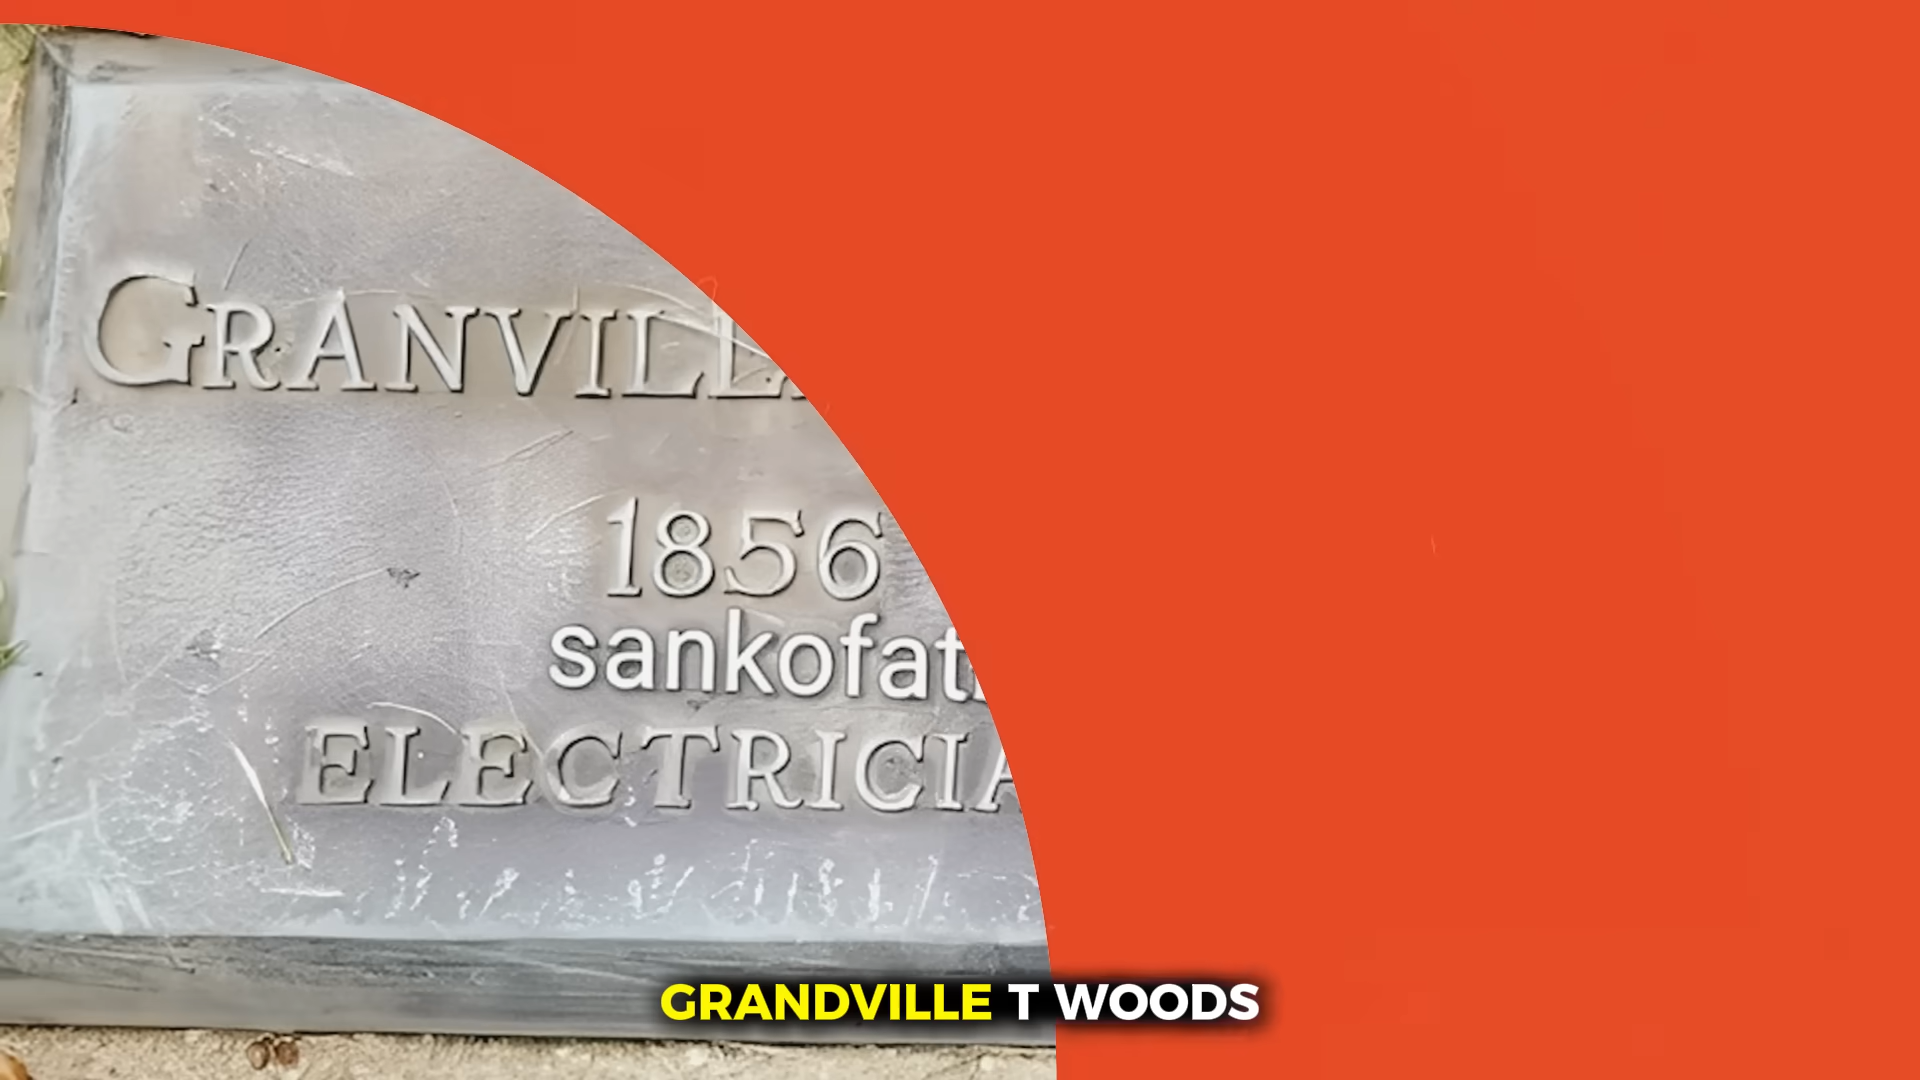 GRANVILL
1856
sankofat
ELECTRICIA
GRANDVILLE T WOODS